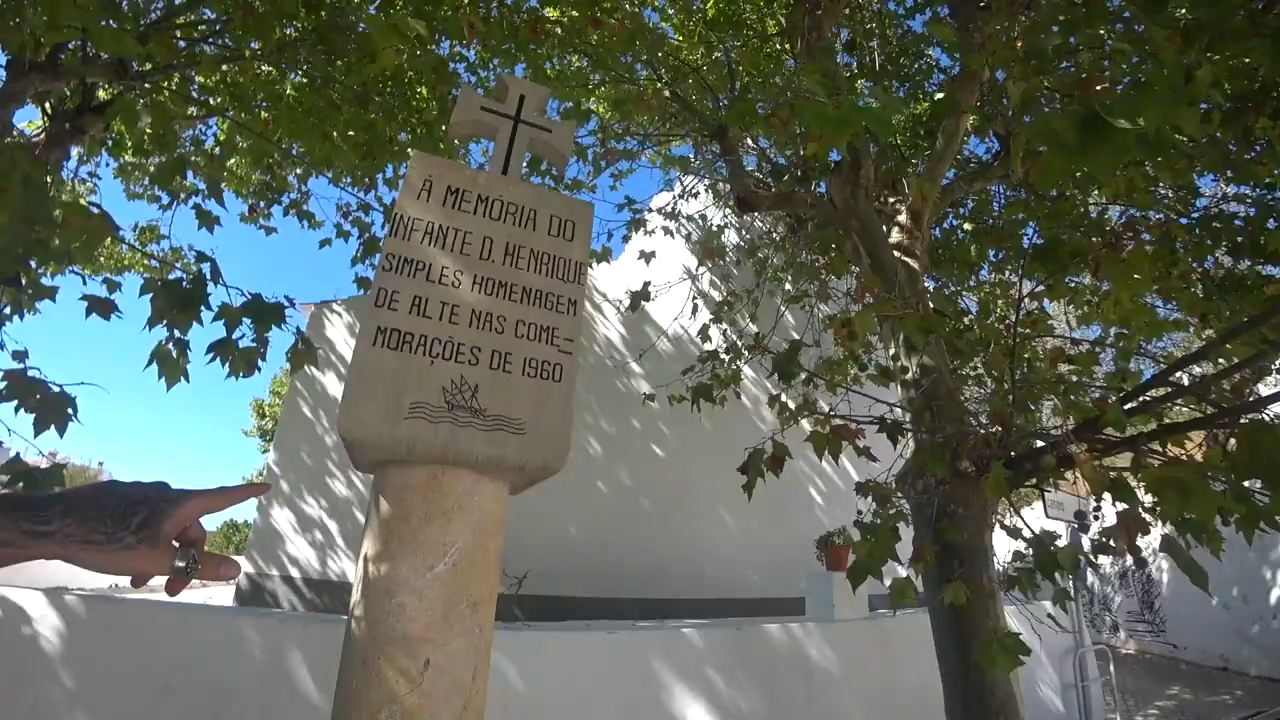 À MEMÓRIA DO
INFANTE D. HENRIQUE
SIMPLES HOMENAGEM
DE ALTE NAS COME-
MORAÇÕES DE 1960